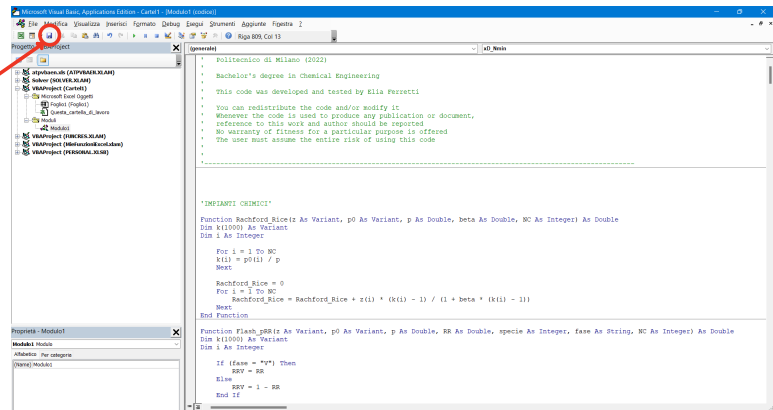 Microsoft Visual Basic, Applications Edition - Cartel1 - [Modulo1 (codice)]
File Modifica Visualizza Inserisci Formato Debug Esegui Strumenti Aggiunte Finestra ?
Riga 809, Col 13
Progetto - VBAProject
atpvbaen.xls (ATPVBAEN.XLAM)
Solver (SOLVER.XLAM)
VBAProject (Cartel1)
Microsoft Excel Oggetti
Foglio1 (Foglio1)
Questa_cartella_di_lavoro
Moduli
Modulo1
VBAProject (FUNCRES.XLAM)
VBAProject (MieFunzioniExcel.xlam)
VBAProject (PERSONAL.XLSB)
Proprietà - Modulo1
Modulo1 Modulo
Alfabetico Per categorie
(Name) Modulo1
(generale) xD_Nmin
' Politecnico di Milano (2022)
'
' Bachelor's degree in Chemical Engineering
'
' This code was developed and tested by Elia Ferretti
'
' You can redistribute the code and/or modify it
' Whenever the code is used to produce any publication or document,
' reference to this work and author should be reported
' No warranty of fitness for a particular purpose is offered
' The user must assume the entire risk of using this code
'
'
'IMPIANTI CHIMICI'
Function Rachford_Rice(z As Variant, p0 As Variant, p As Double, beta As Double, NC As Integer) As Double
Dim k(1000) As Variant
Dim i As Integer
For i = 1 To NC
k(i) = p0(i) / p
Next
Rachford_Rice = 0
For i = 1 To NC
Rachford_Rice = Rachford_Rice + z(i) * (k(i) - 1) / (1 + beta * (k(i) - 1))
Next
End Function
Function Flash_pRR(z As Variant, p0 As Variant, p As Double, RR As Double, specie As Integer, fase As String, NC As Integer) As Double
Dim k(1000) As Variant
Dim i As Integer
If (fase = "V") Then
RRV = RR
Else
RRV = 1 - RR
End If